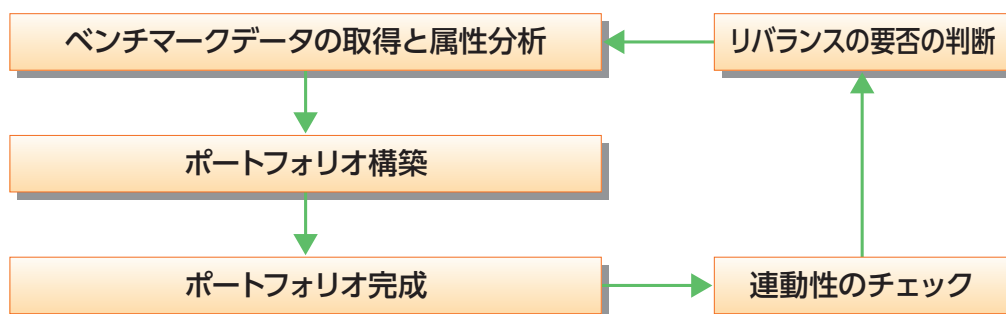 ベンチマークデータの取得と属性分析
リバランスの要否の判断
ポートフォリオ構築
ポートフォリオ完成
連動性のチェック